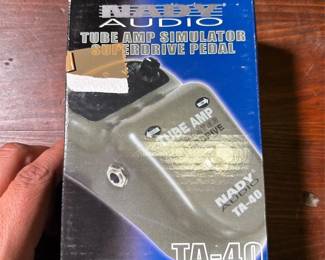 NADY
AUDIO
TUBE AMP SIMULATOR
SUPERDRIVE PEDAL
TUBE AMP
NADY
AUDIO
TA-40
TA-40